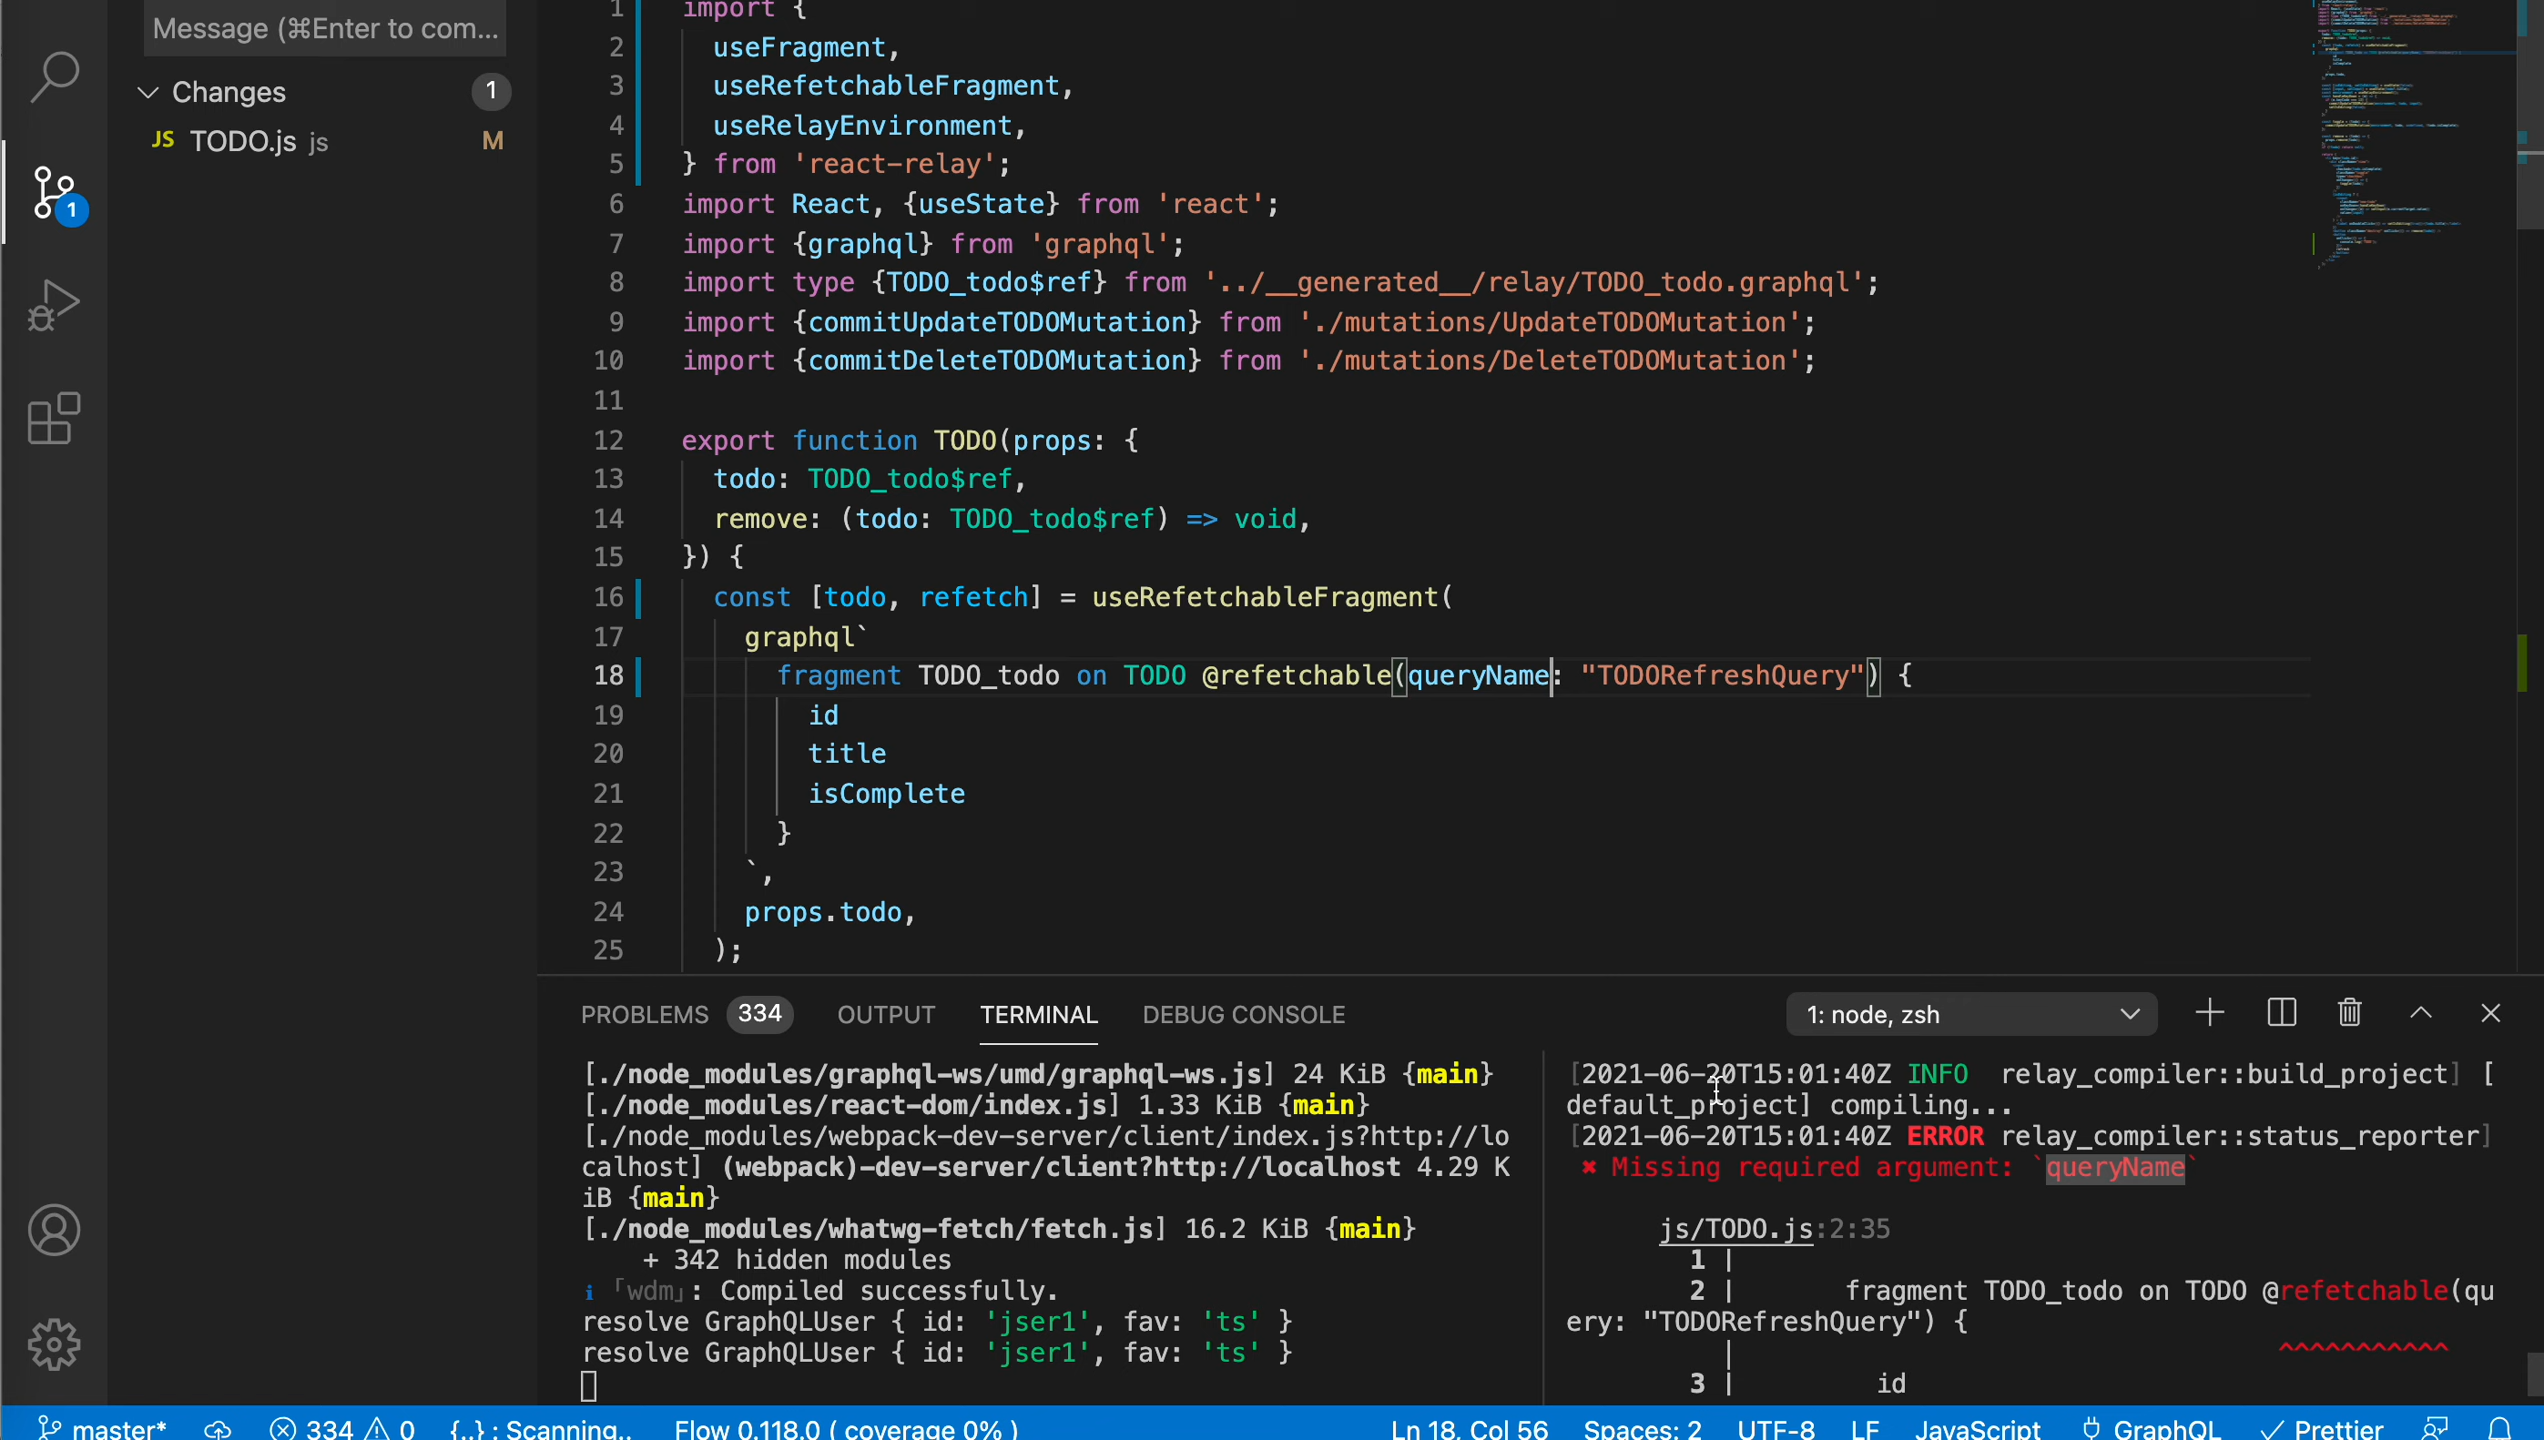 Message (⌘Enter to com...
Changes 1
JS TODO.js js M
1
1 import {
2 useFragment,
3 useRefetchableFragment,
4 useRelayEnvironment,
5 } from 'react-relay';
6 import React, {useState} from 'react';
7 import {graphql} from 'graphql';
8 import type {TODO_todo$ref} from '../__generated__/relay/TODO_todo.graphql';
9 import {commitUpdateTODOMutation} from './mutations/UpdateTODOMutation';
10 import {commitDeleteTODOMutation} from './mutations/DeleteTODOMutation';
11
12 export function TODO(props: {
13 todo: TODO_todo$ref,
14 remove: (todo: TODO_todo$ref) => void,
15 }) {
16 const [todo, refetch] = useRefetchableFragment(
17 graphql`
18 fragment TODO_todo on TODO @refetchable(queryName: "TODORefreshQuery") {
19 id
20 title
21 isComplete
22 }
23 `,
24 props.todo,
25 );
PROBLEMS 334 OUTPUT TERMINAL DEBUG CONSOLE 1: node, zsh
[./node_modules/graphql-ws/umd/graphql-ws.js] 24 KiB {main}
[./node_modules/react-dom/index.js] 1.33 KiB {main}
[./node_modules/webpack-dev-server/client/index.js?http://lo
calhost] (webpack)-dev-server/client?http://localhost 4.29 K
iB {main}
[./node_modules/whatwg-fetch/fetch.js] 16.2 KiB {main}
+ 342 hidden modules
ℹ ｢wdm｣: Compiled successfully.
resolve GraphQLUser { id: 'jser1', fav: 'ts' }
resolve GraphQLUser { id: 'jser1', fav: 'ts' }
[2021-06-20T15:01:40Z INFO relay_compiler::build_project] [
default_project] compiling...
[2021-06-20T15:01:40Z ERROR relay_compiler::status_reporter]
✖︎ Missing required argument: `queryName`
js/TODO.js:2:35
1 |
2 | fragment TODO_todo on TODO @refetchable(qu
ery: "TODORefreshQuery") {
| ^^^^^^^^^^^
3 | id
master* 334 0 {..} : Scanning.. Flow 0.118.0 ( coverage 0% ) Ln 18, Col 56 Spaces: 2 UTF-8 LF JavaScript GraphQL Prettier